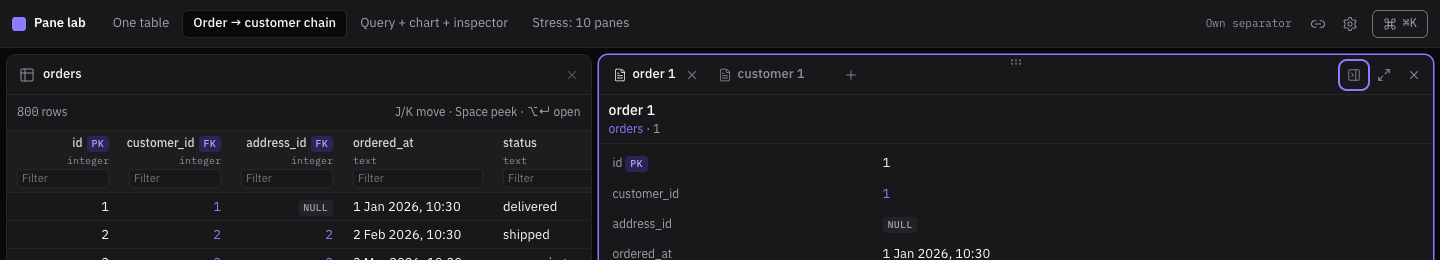 Pane lab One table Order → customer chain Query + chart + inspector Stress: 10 panes Own separator ⌘ ⌘K
orders
800 rows J/K move · Space peek · ⌥↵ open
id PK customer_id FK address_id FK ordered_at status
integer integer integer text text
Filter Filter Filter Filter Filter
1 1 NULL 1 Jan 2026, 10:30 delivered
2 2 2 2 Feb 2026, 10:30 shipped
order 1 customer 1
order 1
orders · 1
id PK 1
customer_id 1
address_id NULL
ordered_at 1 Jan 2026, 10:30